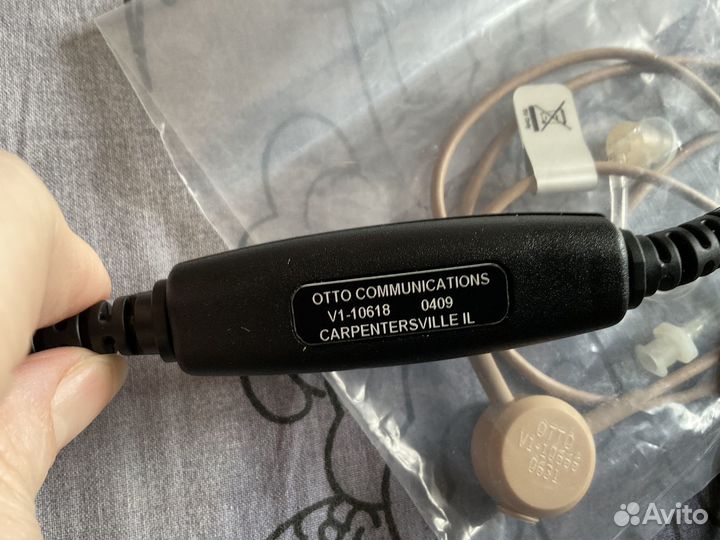 OTTO COMMUNICATIONS
V1-10618 0409
CARPENTERSVILLE IL
OTTO
Avito